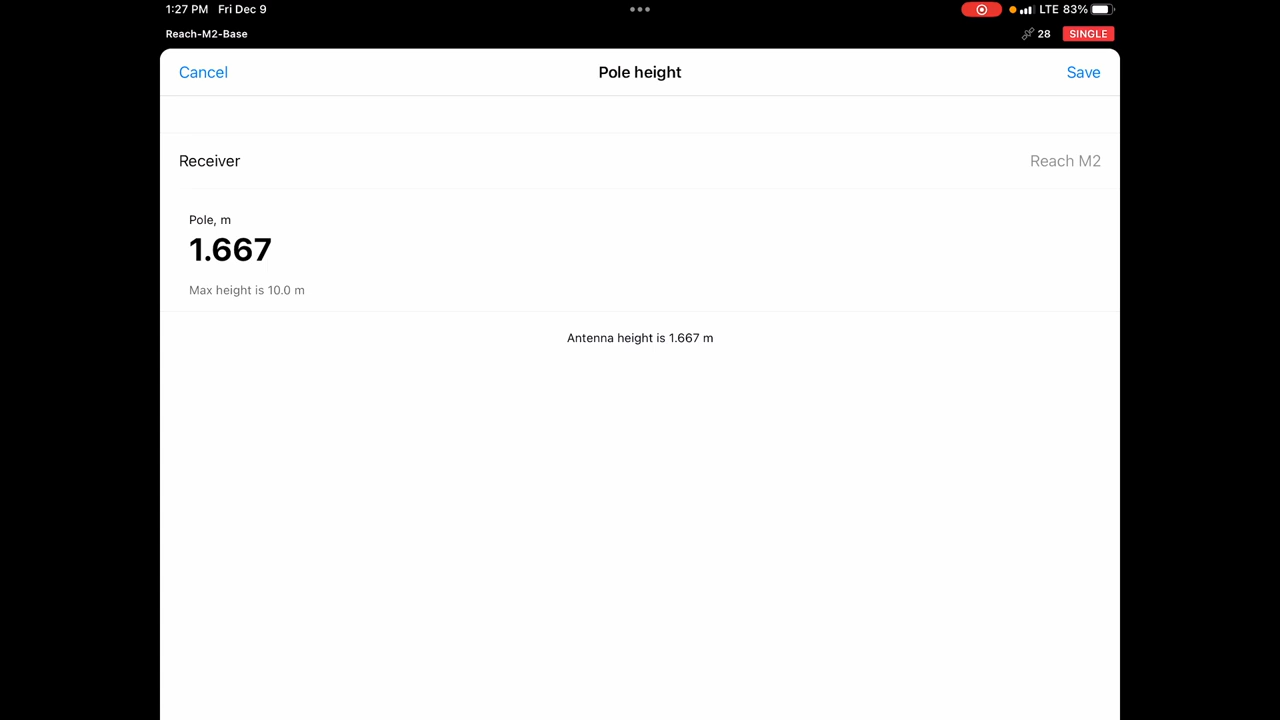 1:27 PM Fri Dec 9
LTE 83%
Reach-M2-Base
28 SINGLE
Cancel Pole height Save
Receiver Reach M2
Pole, m
1.667
Max height is 10.0 m
Antenna height is 1.667 m